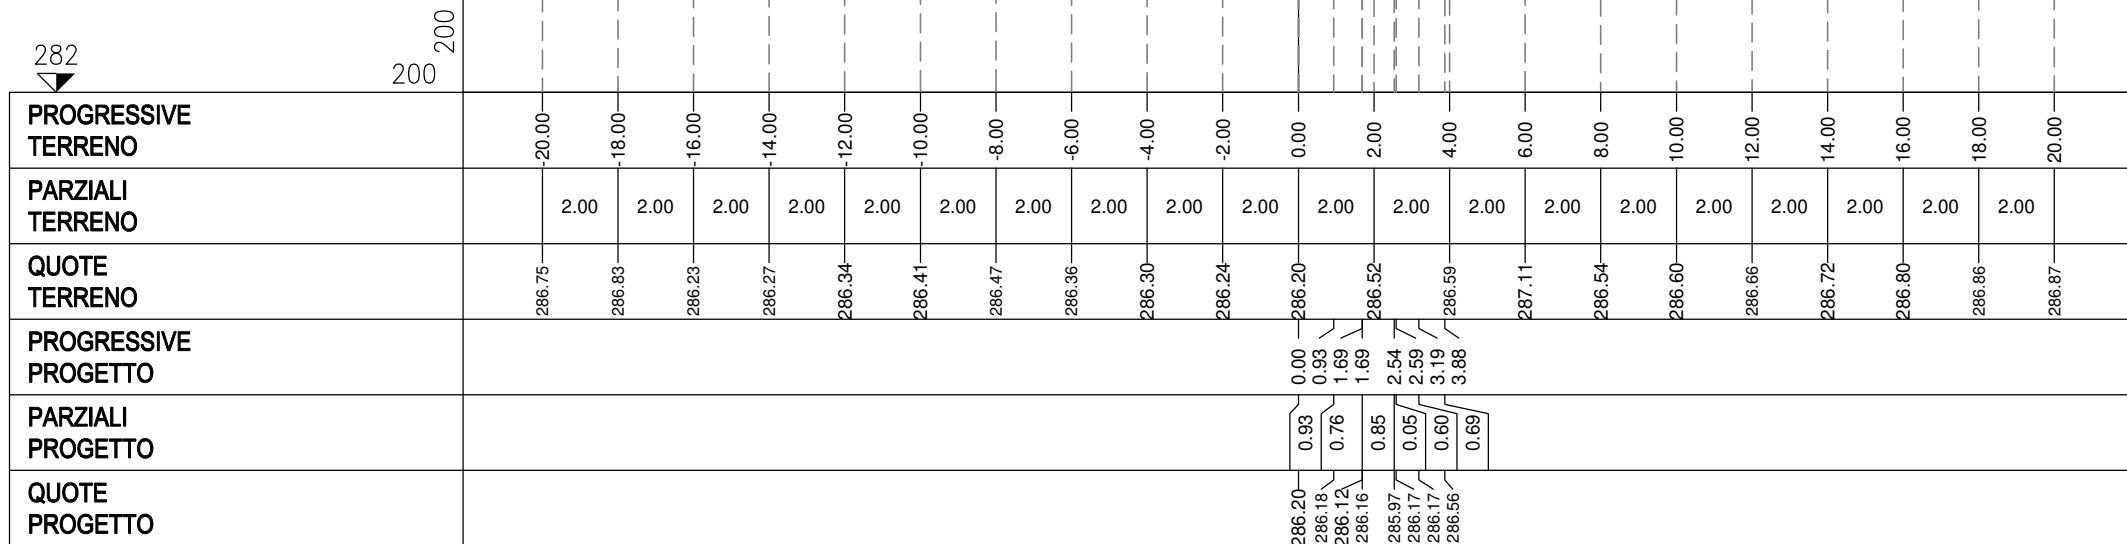 200
282
200
PROGRESSIVE
TERRENO
-20.00 -18.00 -16.00 -14.00 -12.00 -10.00 -8.00 -6.00 -4.00 -2.00 0.00 2.00 4.00 6.00 8.00 10.00 12.00 14.00 16.00 18.00 20.00
PARZIALI
TERRENO
2.00 2.00 2.00 2.00 2.00 2.00 2.00 2.00 2.00 2.00 2.00 2.00 2.00 2.00 2.00 2.00 2.00 2.00 2.00 2.00
QUOTE
TERRENO
286.75 286.83 286.23 286.27 286.34 286.41 286.47 286.36 286.30 286.24 286.20 286.52 286.59 287.11 286.54 286.60 286.66 286.72 286.80 286.86 286.87
PROGRESSIVE
PROGETTO
0.00 0.93 1.69 1.69 2.54 2.59 3.19 3.88
PARZIALI
PROGETTO
0.93 0.76 0.85 0.05 0.60 0.69
QUOTE
PROGETTO
286.20 286.18 286.12 286.16 285.97 286.17 286.17 286.56